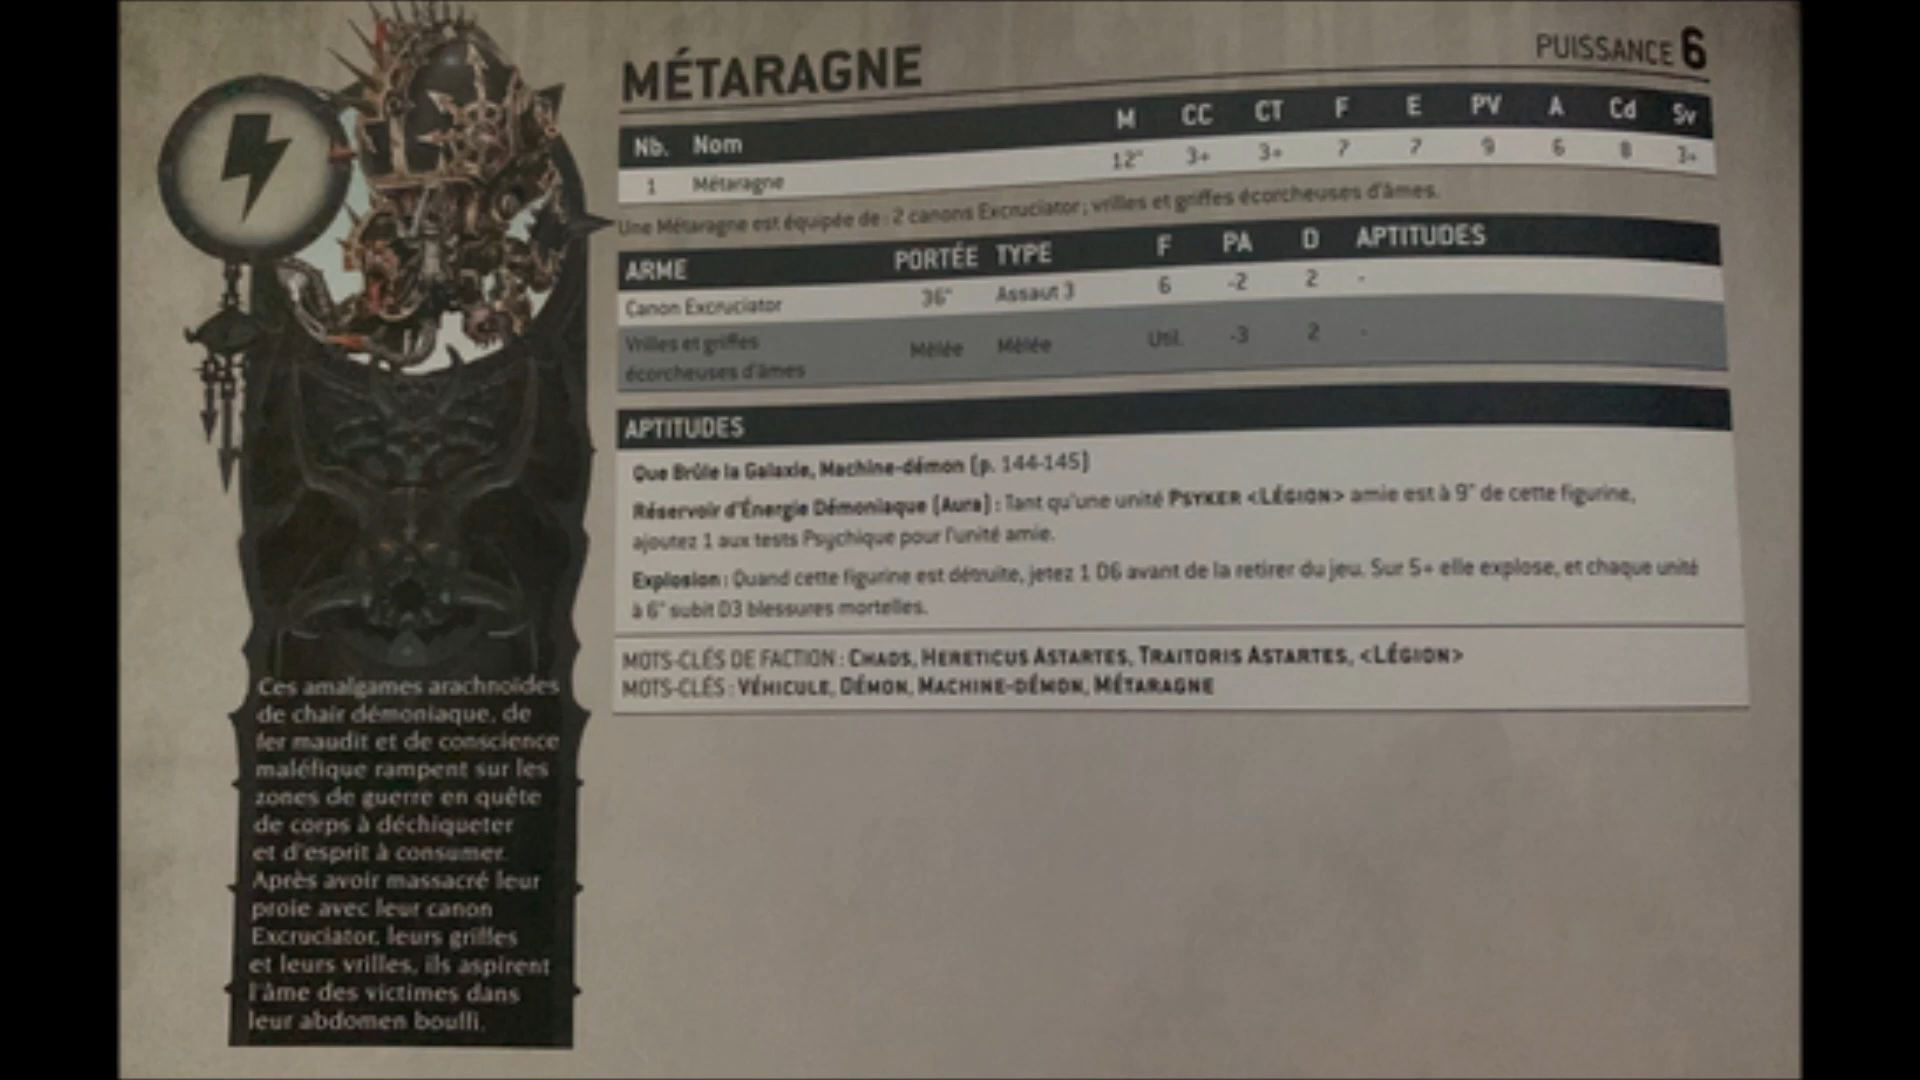 MÉTARAGNE
PUISSANCE 6
Nb. Nom M CC CT F E PV A Cd Sv
1 Métaragne 12" 3+ 3+ 7 7 9 6 8 3+
Une Métaragne est équipée de : 2 canons Excruciator ; vrilles et griffes écorcheuses d'âmes.
ARME PORTÉE TYPE F PA D APTITUDES
Canon Excruciator 36" Assaut 3 6 -2 2 -
Vrilles et griffes
écorcheuses d'âmes Mêlée Mêlée Util. -3 2 -
APTITUDES
Que Brûle la Galaxie, Machine-démon (p. 144-145)
Réservoir d'Énergie Démoniaque (Aura) : Tant qu'une unité PSYKER <LÉGION> amie est à 9" de cette figurine,
ajoutez 1 aux tests Psychique pour l'unité amie.
Explosion : Quand cette figurine est détruite, jetez 1 D6 avant de la retirer du jeu. Sur 5+ elle explose, et chaque unité
à 6" subit D3 blessures mortelles.
MOTS-CLÉS DE FACTION : CHAOS, HERETICUS ASTARTES, TRAITORIS ASTARTES, <LÉGION>
MOTS-CLÉS : VÉHICULE, DÉMON, MACHINE-DÉMON, MÉTARAGNE
Ces amalgames arachnoïdes
de chair démoniaque, de
fer maudit et de conscience
maléfique rampent sur les
zones de guerre en quête
de corps à déchiqueter
et d'esprit à consumer.
Après avoir massacré leur
proie avec leur canon
Excruciator, leurs griffes
et leurs vrilles, ils aspirent
l'âme des victimes dans
leur abdomen bouffi.